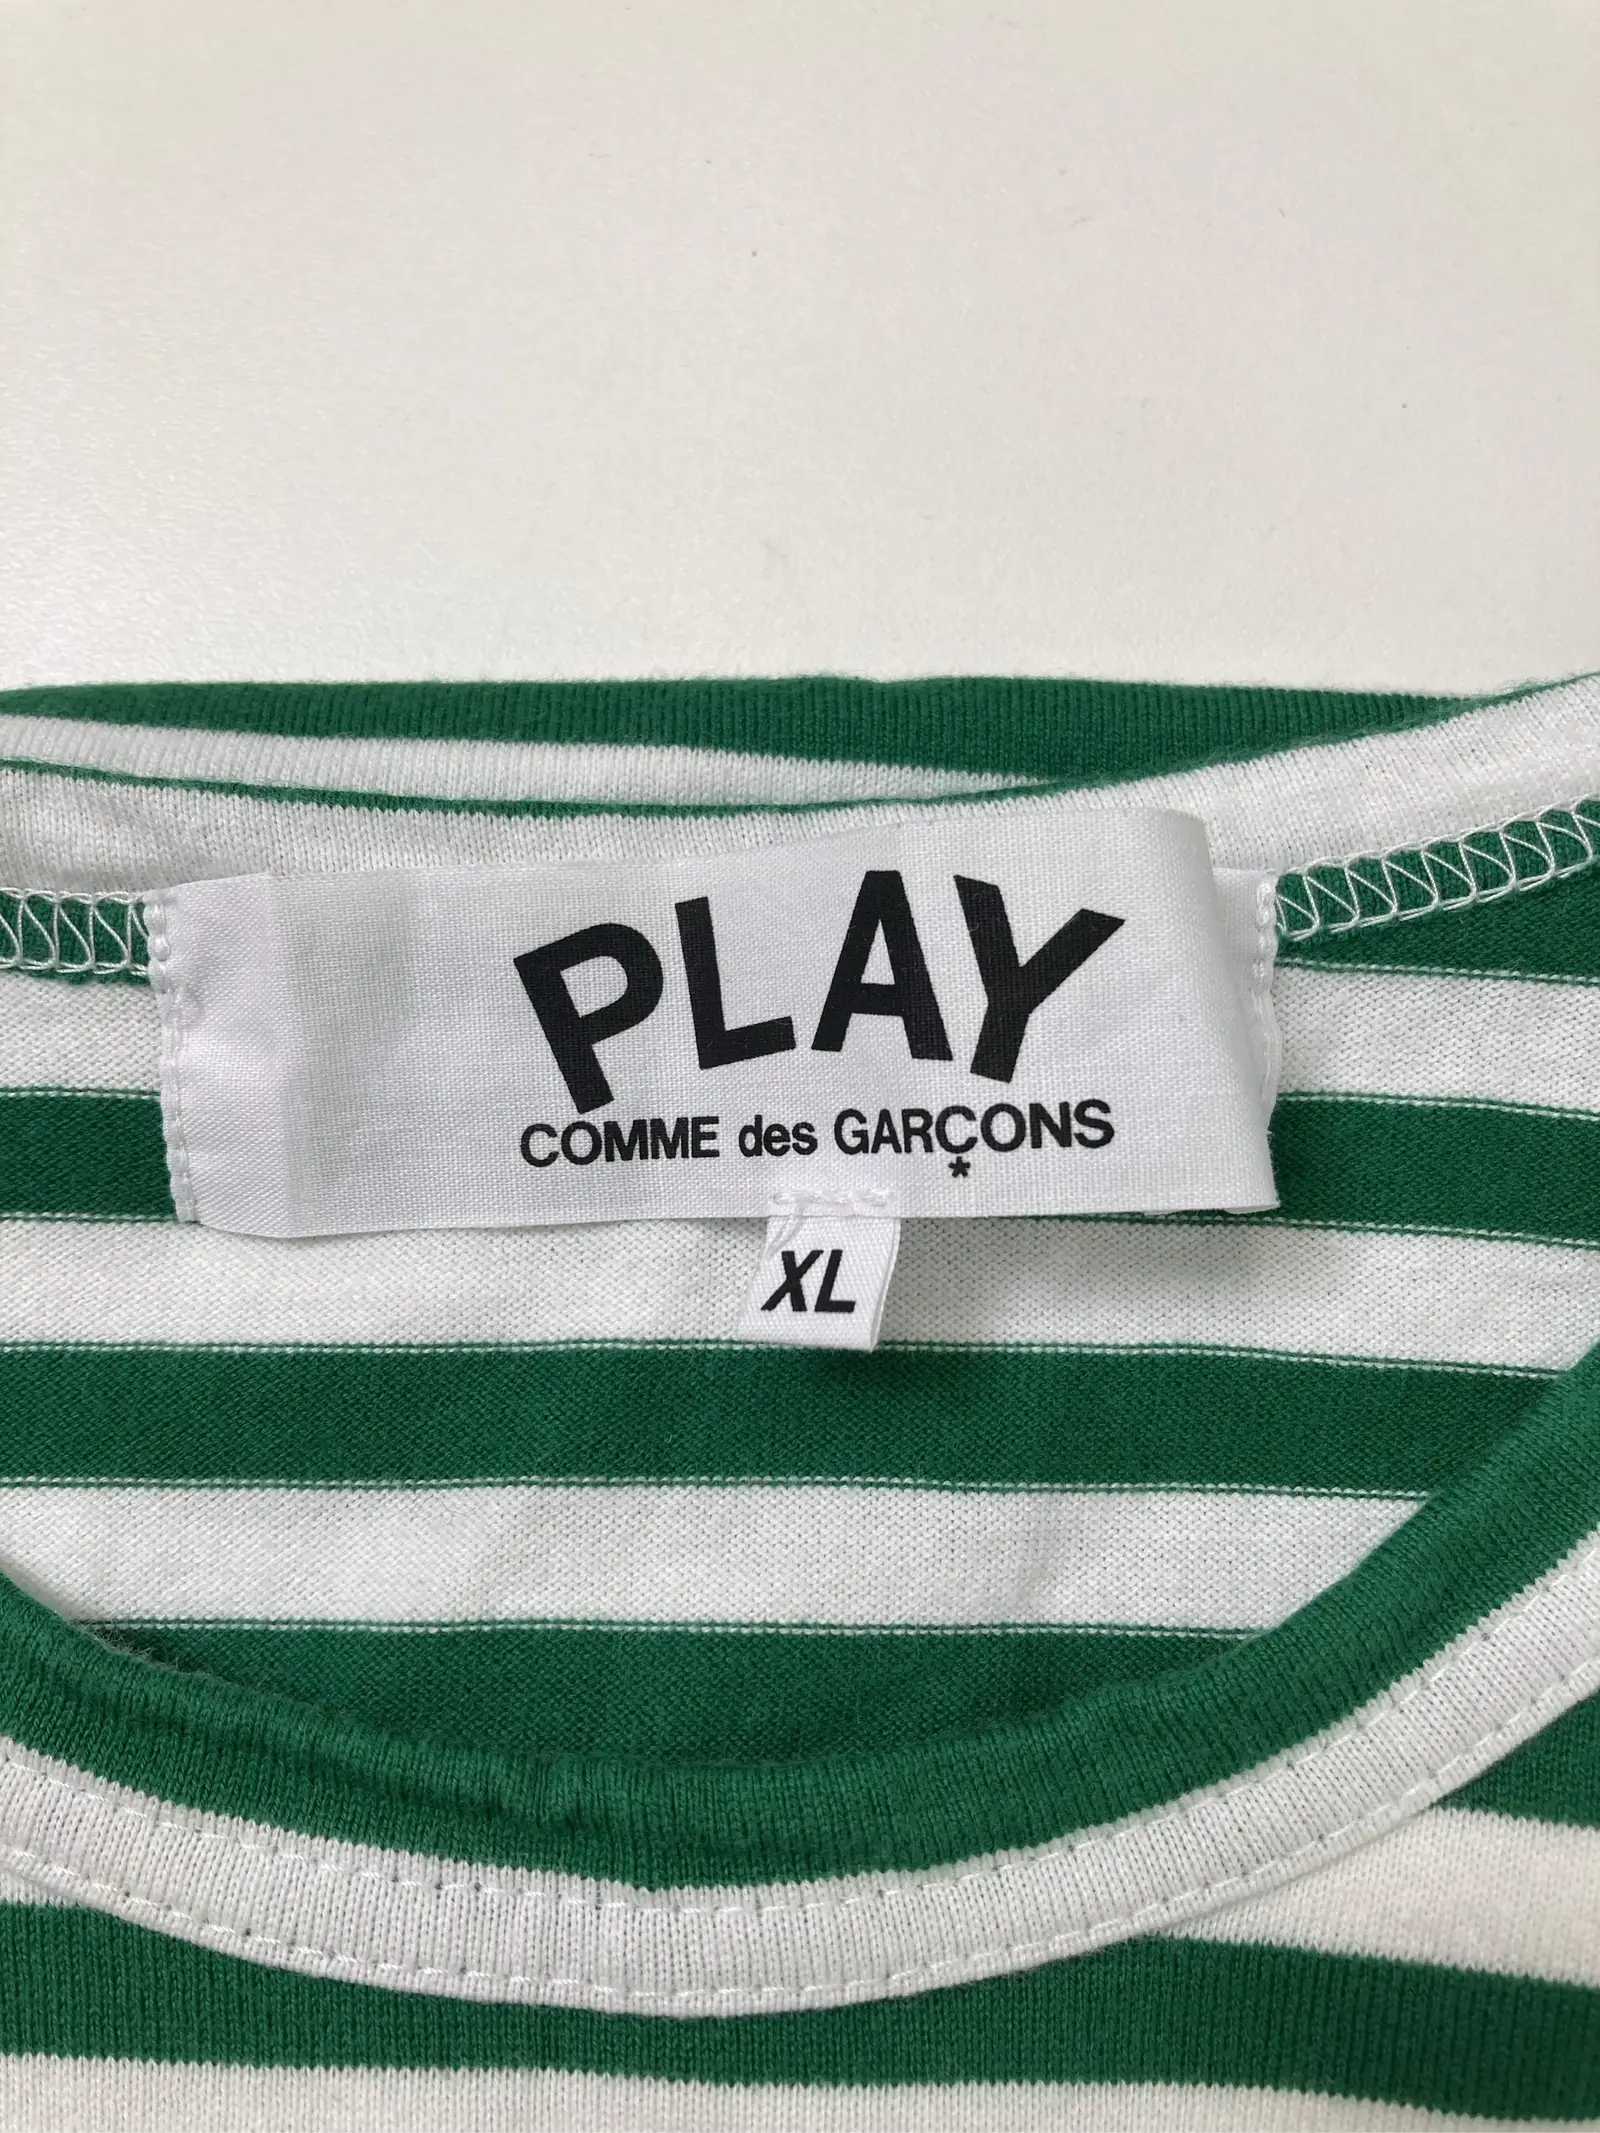 PLAY
COMME des GARÇONS
*
XL